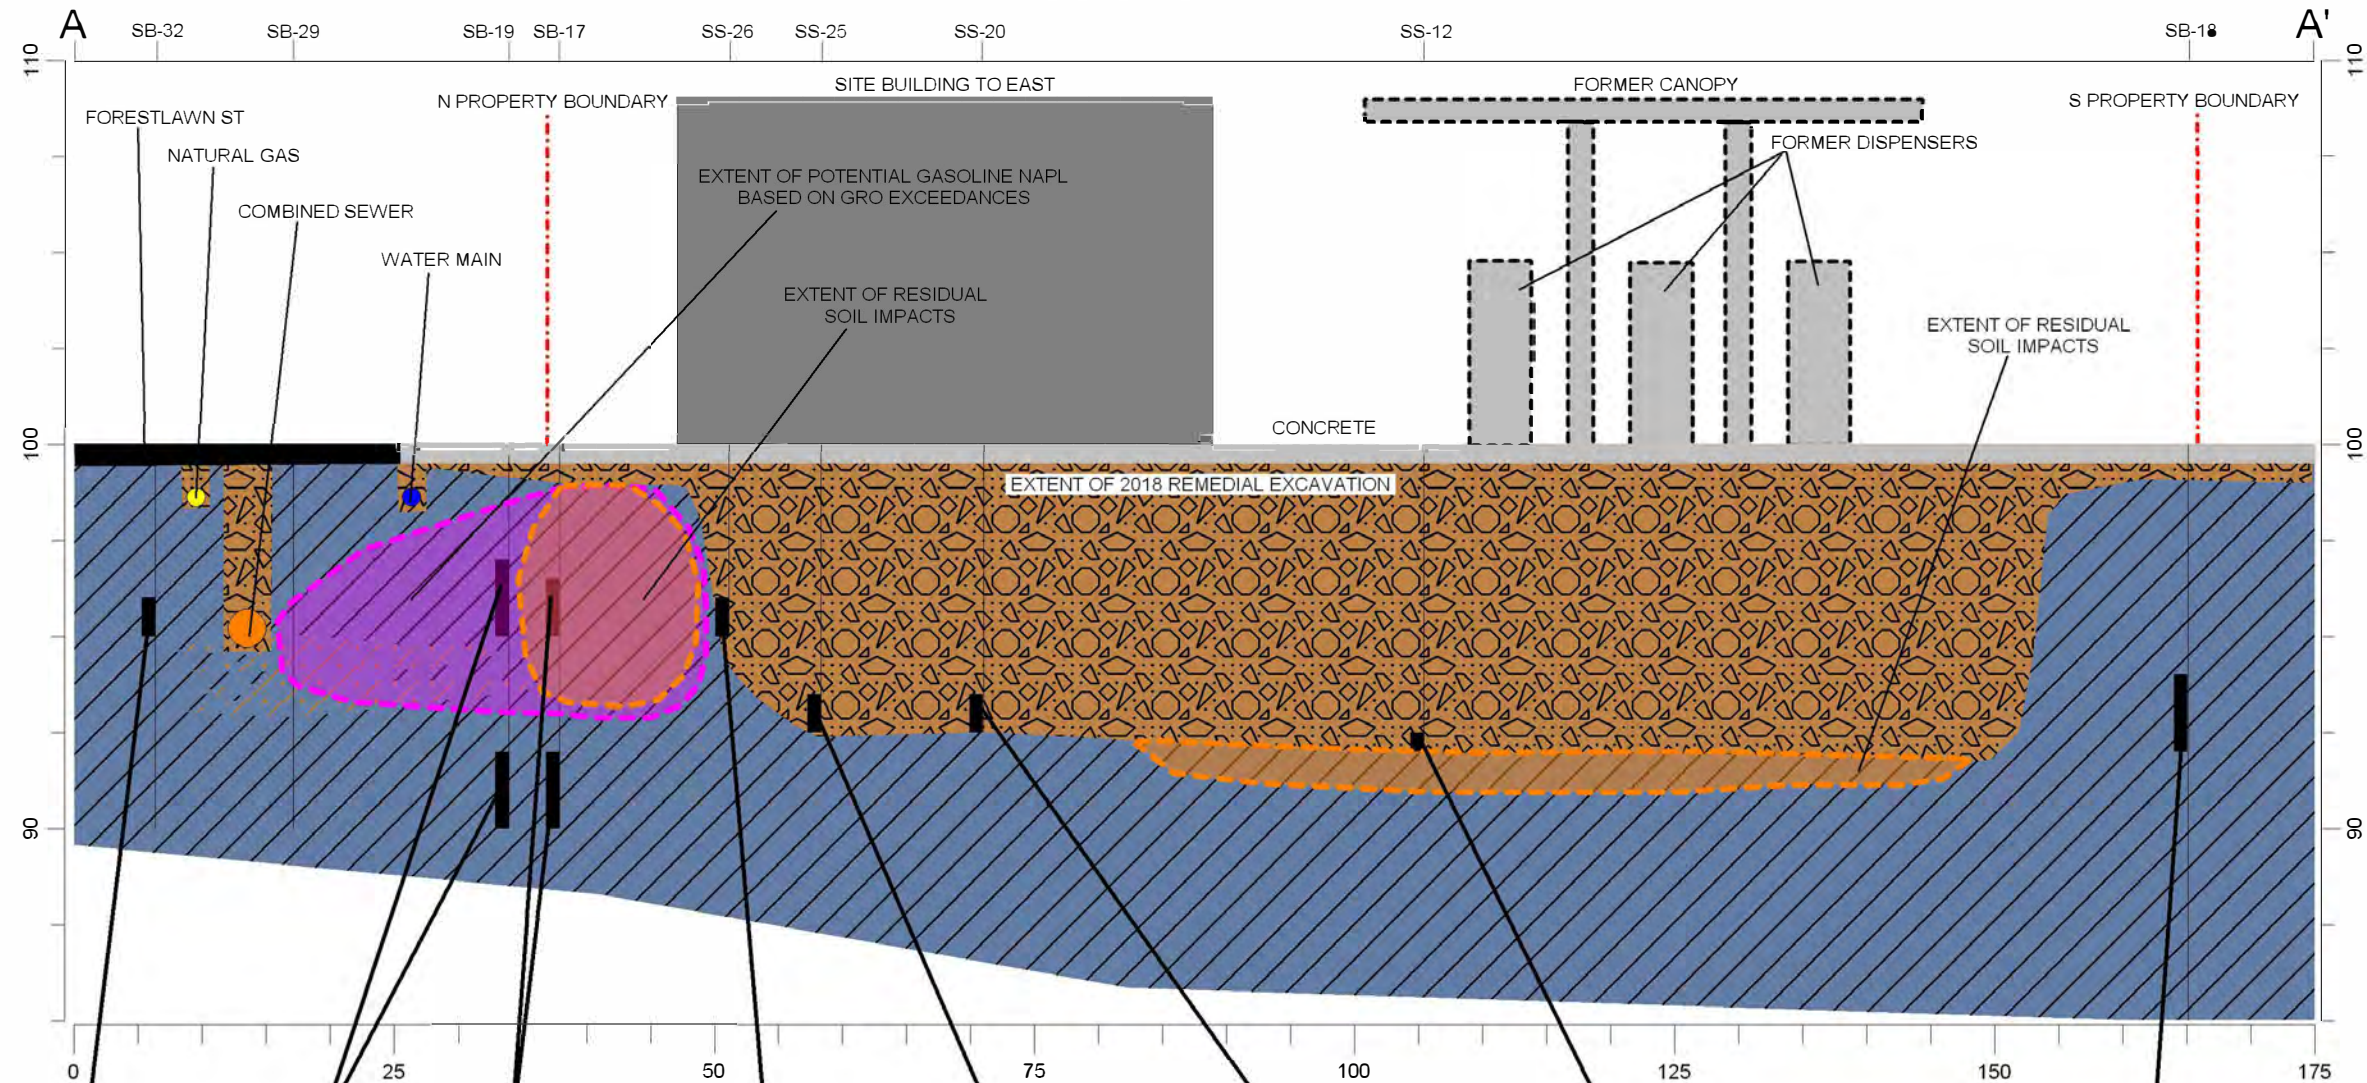 A
SB-32
SB-29
SB-19
SB-17
SS-26
SS-25
SS-20
SS-12
SB-18
A'
110
110
SITE BUILDING TO EAST
FORMER CANOPY
N PROPERTY BOUNDARY
S PROPERTY BOUNDARY
FORESTLAWN ST
FORMER DISPENSERS
NATURAL GAS
EXTENT OF POTENTIAL GASOLINE NAPL
BASED ON GRO EXCEEDANCES
COMBINED SEWER
WATER MAIN
EXTENT OF RESIDUAL
SOIL IMPACTS
EXTENT OF RESIDUAL
SOIL IMPACTS
CONCRETE
100
100
EXTENT OF 2018 REMEDIAL EXCAVATION
90
90
0
25
50
75
100
125
150
175